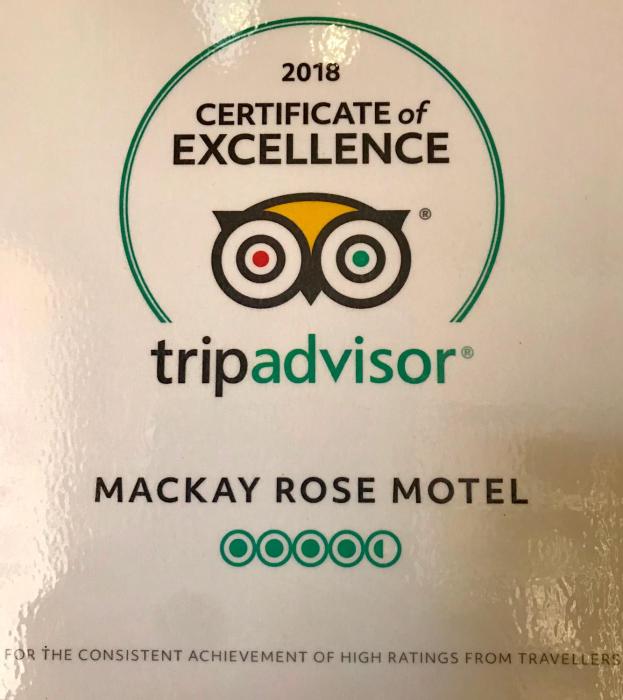 2018
CERTIFICATE of
EXCELLENCE
®
tripadvisor®
MACKAY ROSE MOTEL
FOR THE CONSISTENT ACHIEVEMENT OF HIGH RATINGS FROM TRAVELLERS